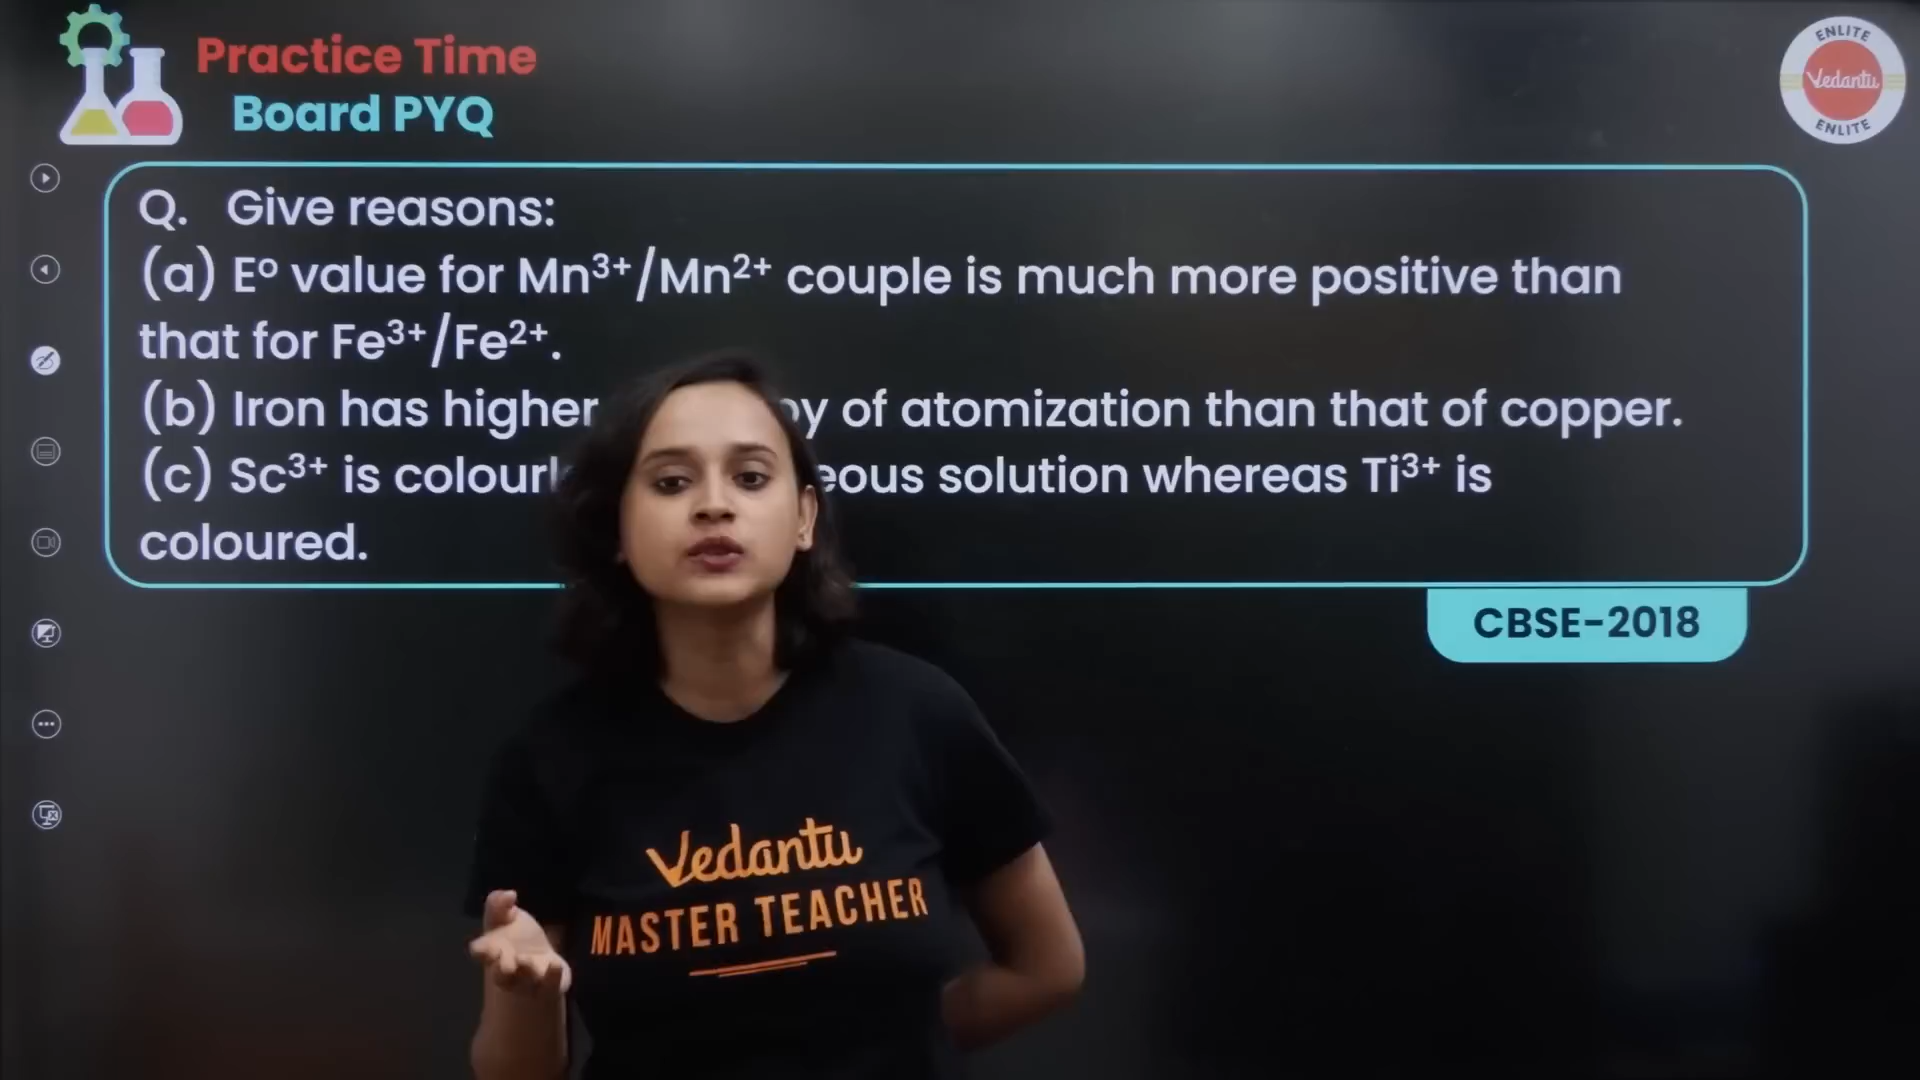 Practice Time
Board PYQ
ENLITE
Vedantu
ENLITE
Q. Give reasons:
(a) Eº value for Mn³⁺/Mn²⁺ couple is much more positive than
that for Fe³⁺/Fe²⁺.
(b) Iron has higher of atomization than that of copper.
(c) Sc³⁺ is solution whereas Ti³⁺ is
coloured.
CBSE-2018
Vedantu
MASTER TEACHER